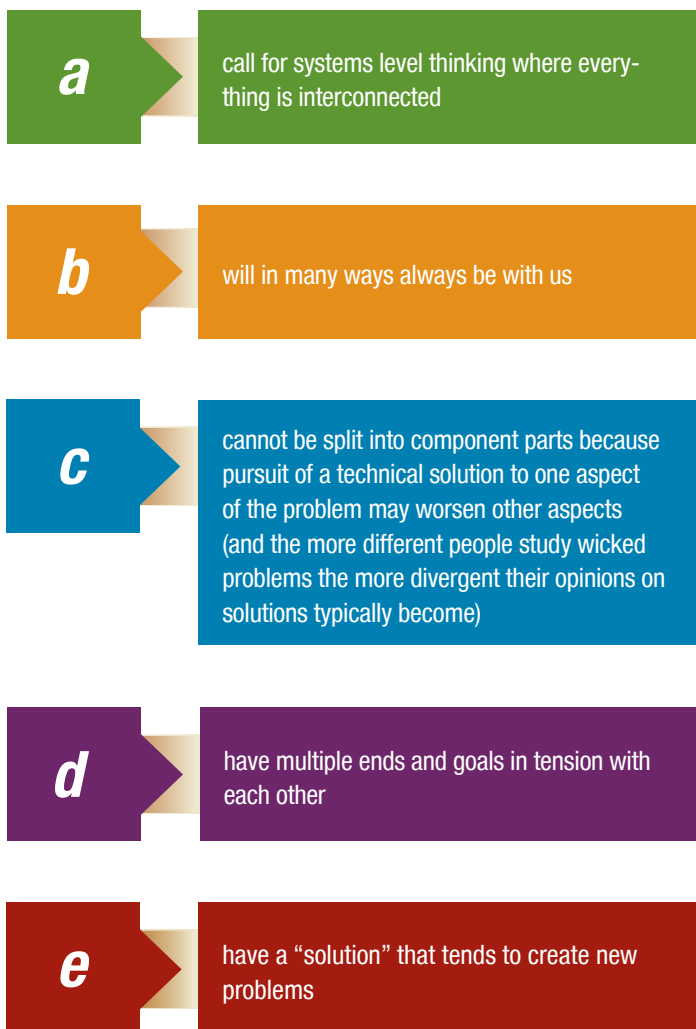 a
call for systems level thinking where every-
thing is interconnected
b
will in many ways always be with us
c
cannot be split into component parts because
pursuit of a technical solution to one aspect
of the problem may worsen other aspects
(and the more different people study wicked
problems the more divergent their opinions on
solutions typically become)
d
have multiple ends and goals in tension with
each other
e
have a “solution” that tends to create new
problems